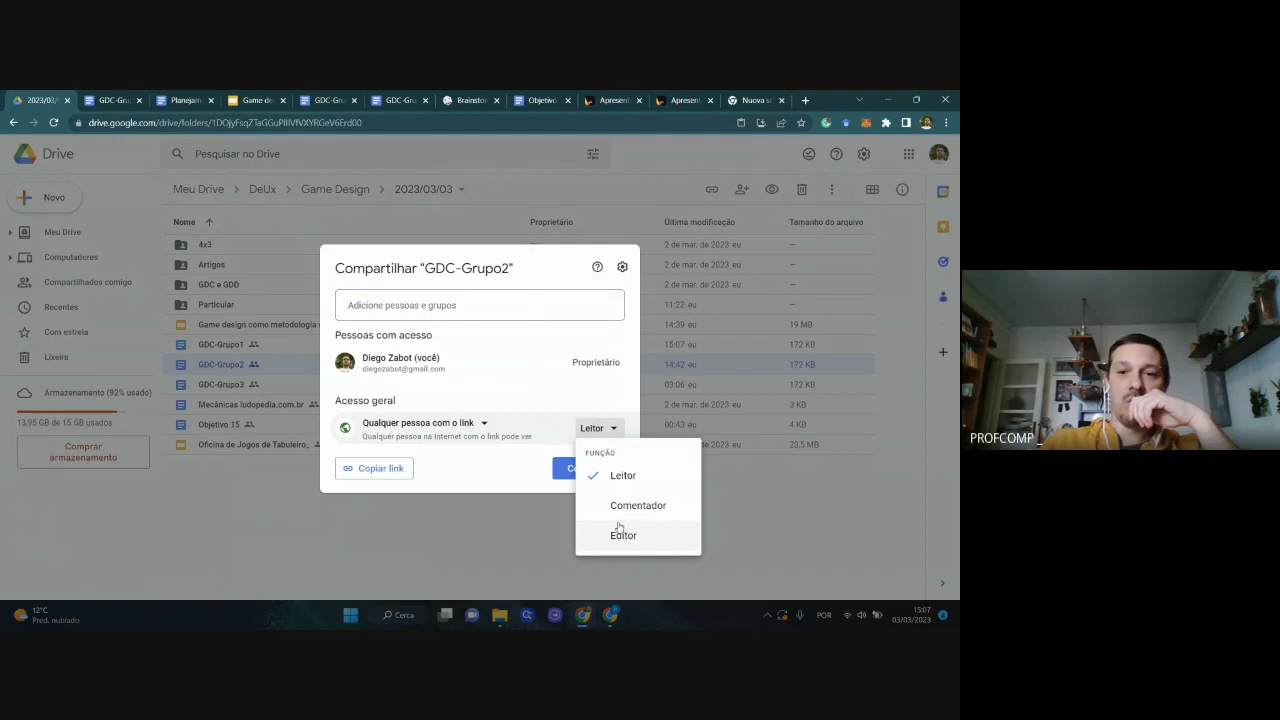 2023/03/
GDC-Gru
Planejam
Game de
GDC-Gru
GDC-Gru
Brainstor
Objetivo
Apresent
Apresent
Nuova s
drive.google.com/drive/folders/
Drive
Pesquisar no Drive
Novo
Meu Drive
Computadores
Compartilhados comigo
Recentes
Com estrela
Lixeira
Armazenamento (92% usado)
13,95 GB de 15 GB usados
Comprar
armazenamento
Meu Drive > DeUx > Game Design > 2023/03/03
Nome Proprietário Última modificação Tamanho do arquivo
4x3 2 de mar. de 2023 eu —
Artigos 2 de mar. de 2023 eu —
GDC e GDD 2 de mar. de 2023 eu —
Particular 11:22 eu —
Game design como metodologia 14:39 eu 19 MB
GDC-Grupo1 15:07 eu 172 KB
GDC-Grupo2 14:42 eu 172 KB
GDC-Grupo3 03:06 eu 172 KB
Mecânicas ludopedia.com.br 2 de mar. de 2023 eu 3 KB
Objetivo 15 00:43 eu 4 KB
Oficina de Jogos de Tabuleiro_ 2 de mar. de 2023 eu 23,5 MB
Compartilhar "GDC-Grupo2"
Adicione pessoas e grupos
Pessoas com acesso
Diego Zabot (você)
diegozabot@gmail.com
Proprietário
Acesso geral
Qualquer pessoa com o link
Qualquer pessoa na Internet com o link pode ver
Leitor
Copiar link
Co
FUNÇÃO
Leitor
Comentador
Editor
12°C
Pred. nublado
Cerca
POR
15:07
03/03/2023
PROFCOMP _